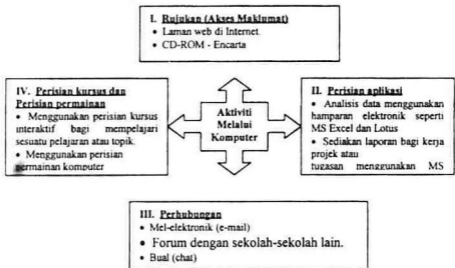 I. Rujukan (Akses Maklumat)
• Laman web di Internet
• CD-ROM - Encarta
IV. Perisian kursus dan
Perisian permainan
• Menggunakan perisian kursus
interaktif bagi mempelajari
sesuatu pelajaran atau topik.
• Menggunakan perisian
permainan komputer
Aktiviti
Melalui
Komputer
II. Perisian aplikasi
• Analisis data menggunakan
hamparan elektronik seperti
MS Excel dan Lotus
• Sediakan laporan bagi kerja
projek atau
tugasan menggunakan MS
III. Perhubungan
• Mel-elektronik (e-mail)
• Forum dengan sekolah-sekolah lain.
• Bual (chat)